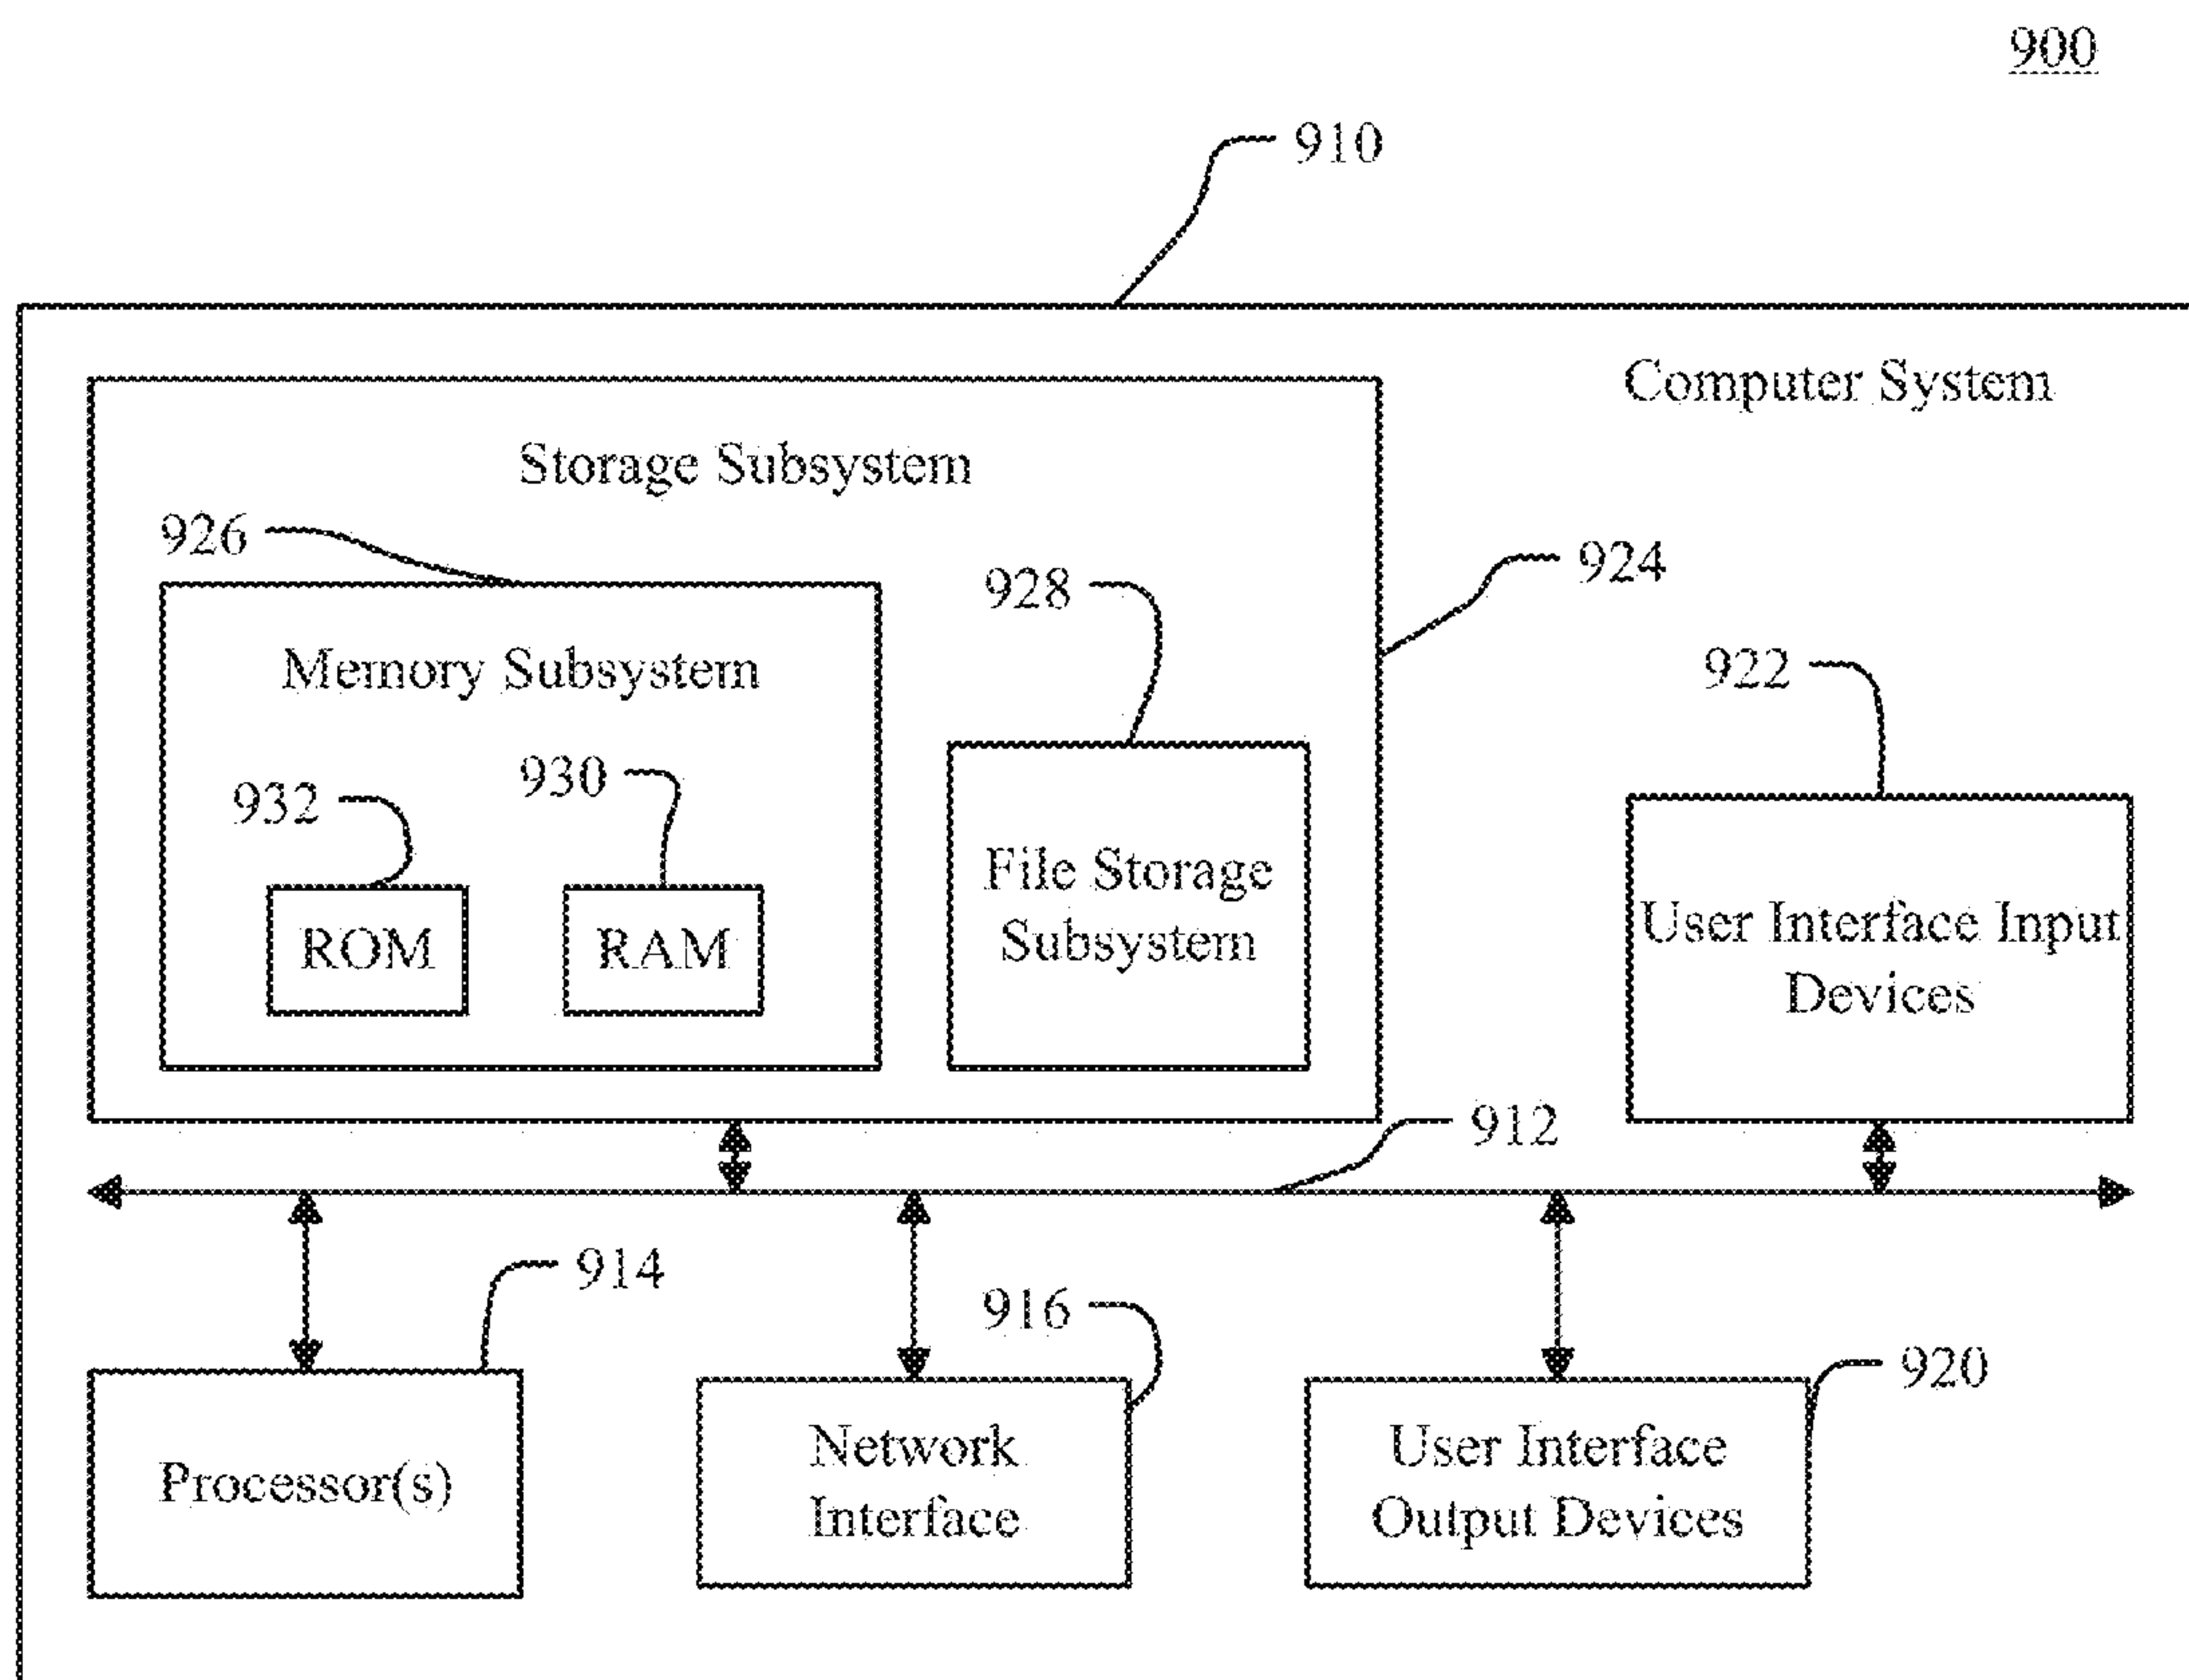 900
910
Computer System
Storage Subsystem
926
928
924
Memory Subsystem
922
932
930
File Storage
Subsystem
ROM
RAM
User Interface Input
Devices
912
914
916
920
Processor(s)
Network
Interface
User Interface
Output Devices